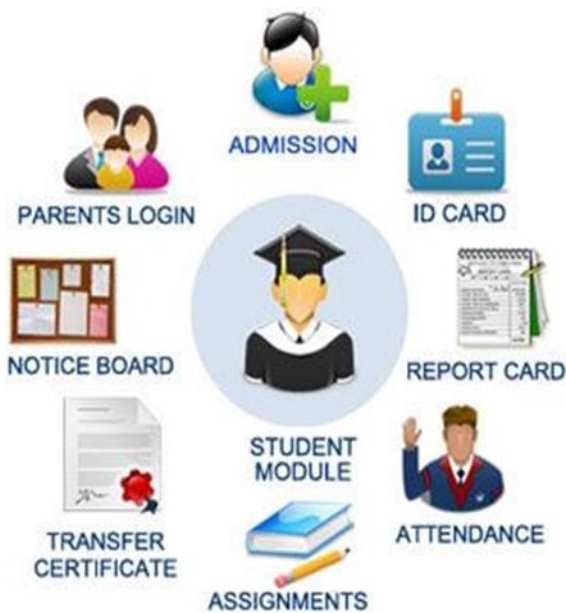 ADMISSION
PARENTS LOGIN
ID CARD
NOTICE BOARD
REPORT CARD
STUDENT
MODULE
TRANSFER
CERTIFICATE
ATTENDANCE
ASSIGNMENTS